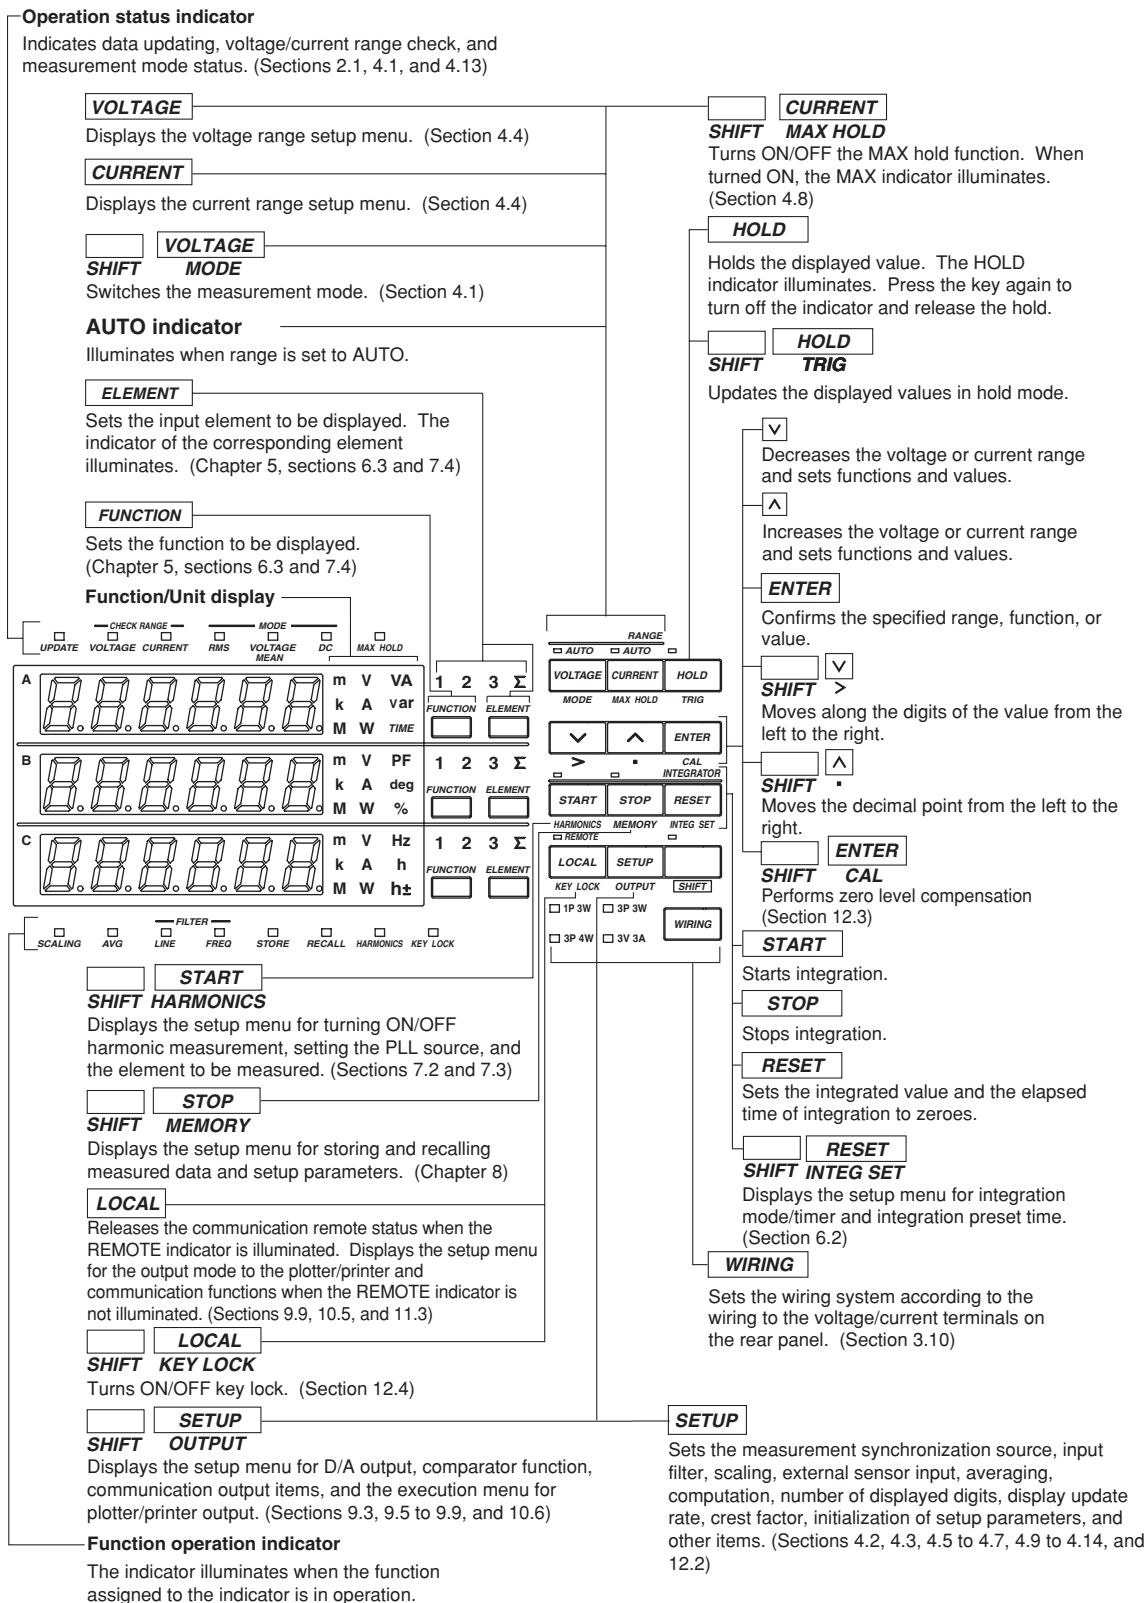 Operation status indicator
Indicates data updating, voltage/current range check, and
measurement mode status. (Sections 2.1, 4.1, and 4.13)
VOLTAGE
Displays the voltage range setup menu. (Section 4.4)
CURRENT
Displays the current range setup menu. (Section 4.4)
VOLTAGE
SHIFT MODE
Switches the measurement mode. (Section 4.1)
AUTO indicator
Illuminates when range is set to AUTO.
ELEMENT
Sets the input element to be displayed. The
indicator of the corresponding element
illuminates. (Chapter 5, sections 6.3 and 7.4)
FUNCTION
Sets the function to be displayed.
(Chapter 5, sections 6.3 and 7.4)
Function/Unit display
CURRENT
SHIFT MAX HOLD
Turns ON/OFF the MAX hold function. When
turned ON, the MAX indicator illuminates.
(Section 4.8)
HOLD
Holds the displayed value. The HOLD
indicator illuminates. Press the key again to
turn off the indicator and release the hold.
HOLD
SHIFT TRIG
Updates the displayed values in hold mode.
∨
Decreases the voltage or current range
and sets functions and values.
∧
Increases the voltage or current range
and sets functions and values.
ENTER
Confirms the specified range, function, or
value.
∨
SHIFT >
Moves along the digits of the value from the
left to the right.
∧
SHIFT .
Moves the decimal point from the left to the
right.
ENTER
SHIFT CAL
Performs zero level compensation
(Section 12.3)
START
Starts integration.
STOP
Stops integration.
RESET
Sets the integrated value and the elapsed
time of integration to zeroes.
RESET
SHIFT INTEG SET
Displays the setup menu for integration
mode/timer and integration preset time.
(Section 6.2)
WIRING
Sets the wiring system according to the
wiring to the voltage/current terminals on
the rear panel. (Section 3.10)
CHECK RANGE MODE
UPDATE VOLTAGE CURRENT RMS VOLTAGE MEAN DC MAX HOLD
A 8.8.8.8.8.8. m V VA 1 2 3 Σ
k A var FUNCTION ELEMENT
M W TIME
B 8.8.8.8.8.8. m V PF 1 2 3 Σ
k A deg FUNCTION ELEMENT
M W %
C 8.8.8.8.8.8. m V Hz 1 2 3 Σ
k A h FUNCTION ELEMENT
M W h±
FILTER
SCALING AVG LINE FREQ STORE RECALL HARMONICS KEY LOCK
RANGE
AUTO AUTO
VOLTAGE CURRENT HOLD
MODE MAX HOLD TRIG
∨ ∧ ENTER
> . CAL
INTEGRATOR
START STOP RESET
HARMONICS MEMORY INTEG SET
REMOTE
LOCAL SETUP
KEY LOCK OUTPUT SHIFT
1P 3W 3P 3W
WIRING
3P 4W 3V 3A
START
SHIFT HARMONICS
Displays the setup menu for turning ON/OFF
harmonic measurement, setting the PLL source, and
the element to be measured. (Sections 7.2 and 7.3)
STOP
SHIFT MEMORY
Displays the setup menu for storing and recalling
measured data and setup parameters. (Chapter 8)
LOCAL
Releases the communication remote status when the
REMOTE indicator is illuminated. Displays the setup menu
for the output mode to the plotter/printer and
communication functions when the REMOTE indicator is
not illuminated. (Sections 9.9, 10.5, and 11.3)
LOCAL
SHIFT KEY LOCK
Turns ON/OFF key lock. (Section 12.4)
SETUP
SHIFT OUTPUT
Displays the setup menu for D/A output, comparator function,
communication output items, and the execution menu for
plotter/printer output. (Sections 9.3, 9.5 to 9.9, and 10.6)
Function operation indicator
The indicator illuminates when the function
assigned to the indicator is in operation.
SETUP
Sets the measurement synchronization source, input
filter, scaling, external sensor input, averaging,
computation, number of displayed digits, display update
rate, crest factor, initialization of setup parameters, and
other items. (Sections 4.2, 4.3, 4.5 to 4.7, 4.9 to 4.14, and
12.2)